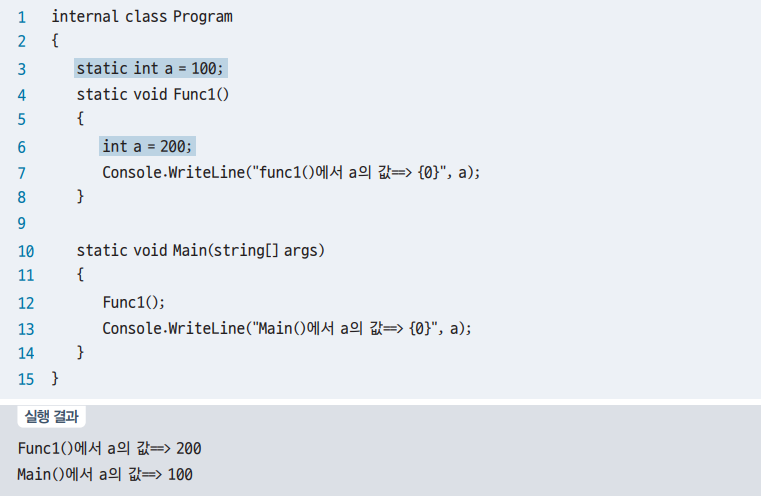 1 internal class Program
2 {
3 static int a = 100;
4 static void Func1()
5 {
6 int a = 200;
7 Console.WriteLine("func1()에서 a의 값==> {0}", a);
8 }
9
10 static void Main(string[] args)
11 {
12 Func1();
13 Console.WriteLine("Main()에서 a의 값==> {0}", a);
14 }
15 }
실행 결과
Func1()에서 a의 값==> 200
Main()에서 a의 값==> 100